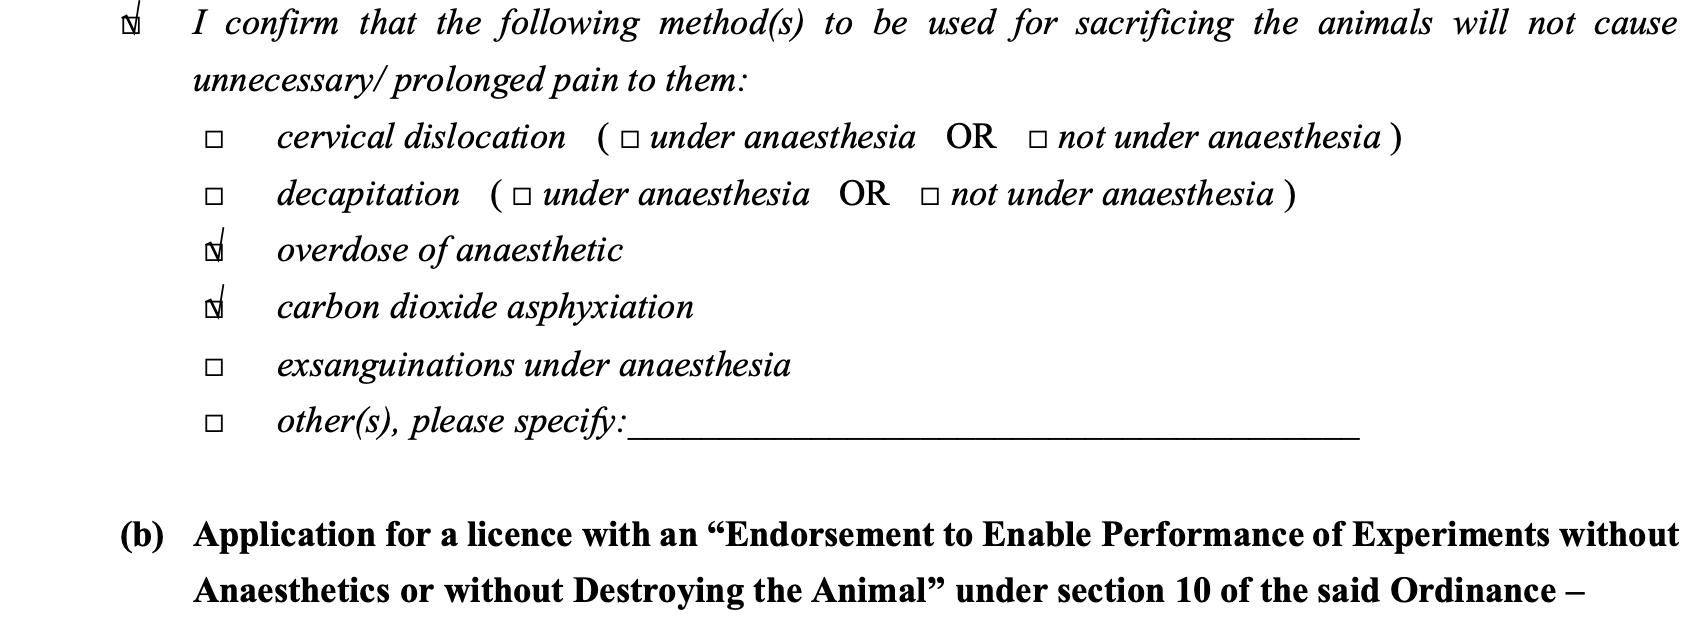 ☑ I confirm that the following method(s) to be used for sacrificing the animals will not cause
unnecessary/ prolonged pain to them:
□ cervical dislocation ( □ under anaesthesia OR □ not under anaesthesia )
□ decapitation ( □ under anaesthesia OR □ not under anaesthesia )
☑ overdose of anaesthetic
☑ carbon dioxide asphyxiation
□ exsanguinations under anaesthesia
□ other(s), please specify:
(b) Application for a licence with an “Endorsement to Enable Performance of Experiments without
Anaesthetics or without Destroying the Animal” under section 10 of the said Ordinance –